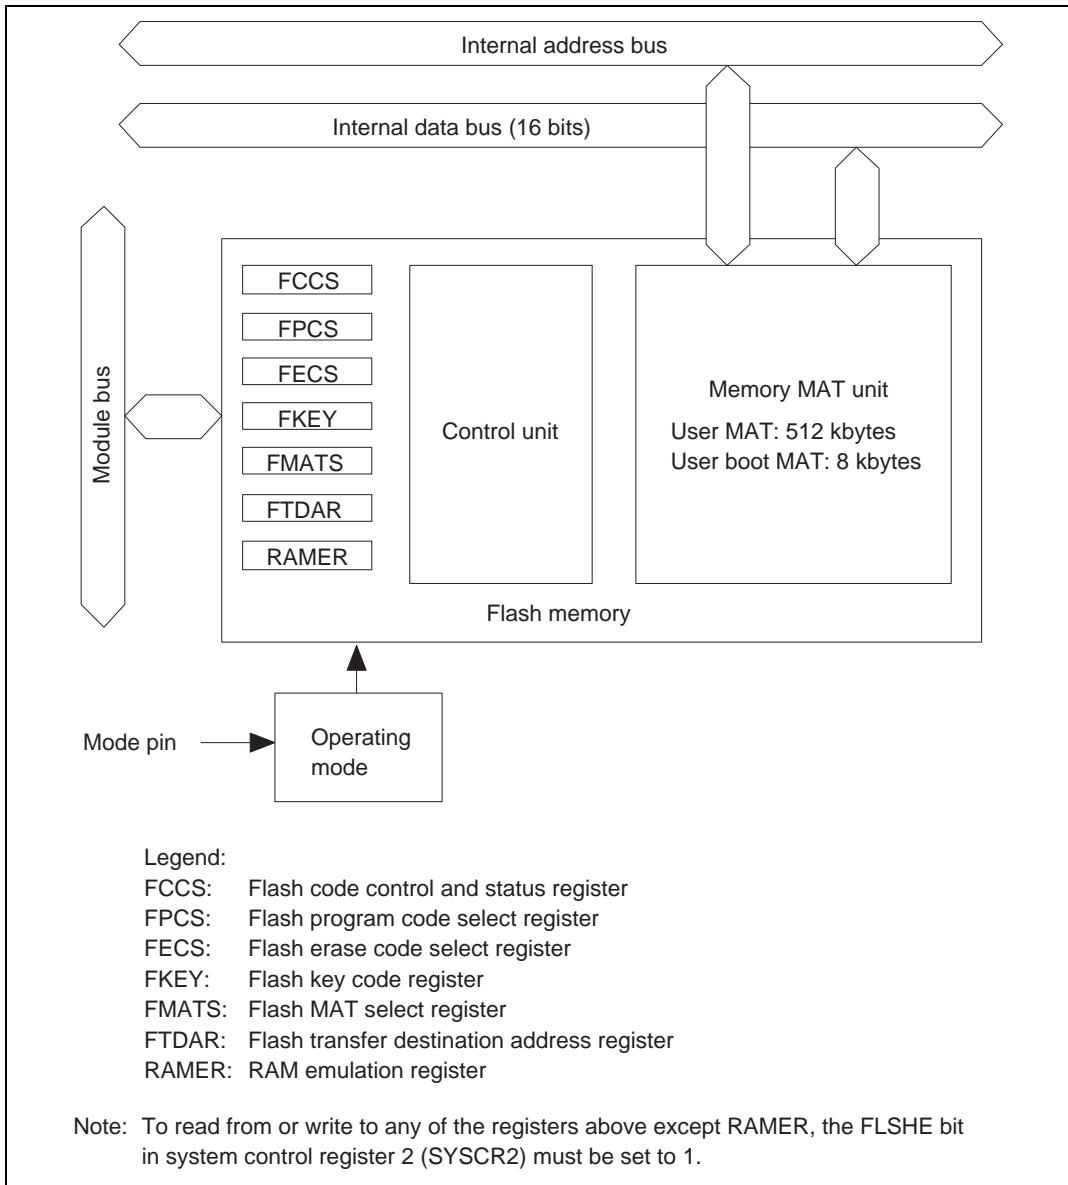 Internal address bus
Internal data bus (16 bits)
Module bus
FCCS
FPCS
FECS
FKEY
FMATS
FTDAR
RAMER
Control unit
Memory MAT unit
User MAT: 512 kbytes
User boot MAT: 8 kbytes
Flash memory
Mode pin
Operating
mode
Legend:
FCCS: Flash code control and status register
FPCS: Flash program code select register
FECS: Flash erase code select register
FKEY: Flash key code register
FMATS: Flash MAT select register
FTDAR: Flash transfer destination address register
RAMER: RAM emulation register
Note: To read from or write to any of the registers above except RAMER, the FLSHE bit
in system control register 2 (SYSCR2) must be set to 1.